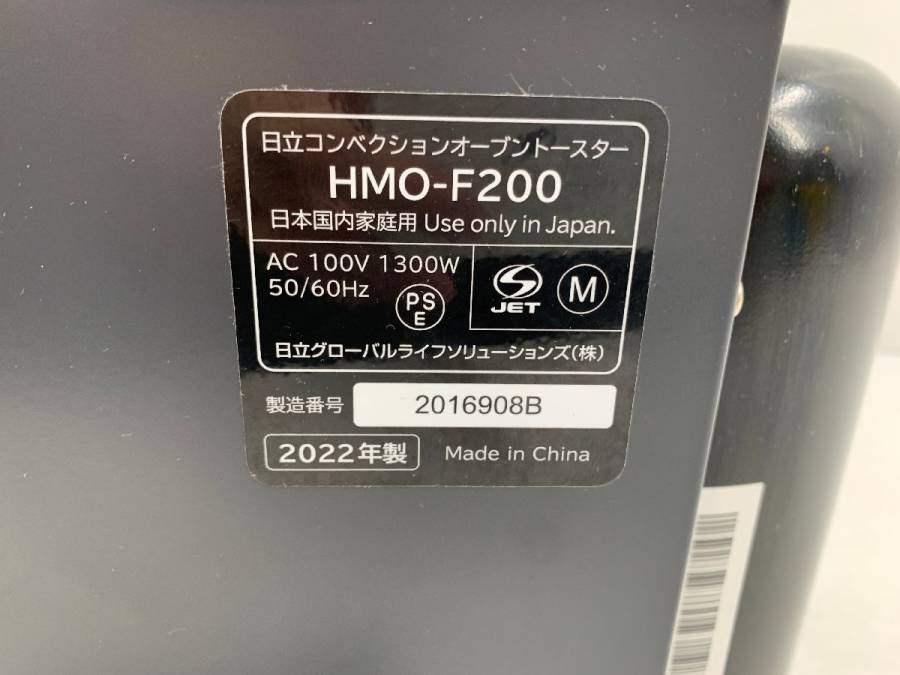 日立コンベクションオーブントースター
HMO-F200
日本国内家庭用 Use only in Japan.
AC 100V 1300W
50/60Hz
PS
E
JET
M
日立グローバルライフソリューションズ(株)
製造番号 2016908B
2022年製 Made in China